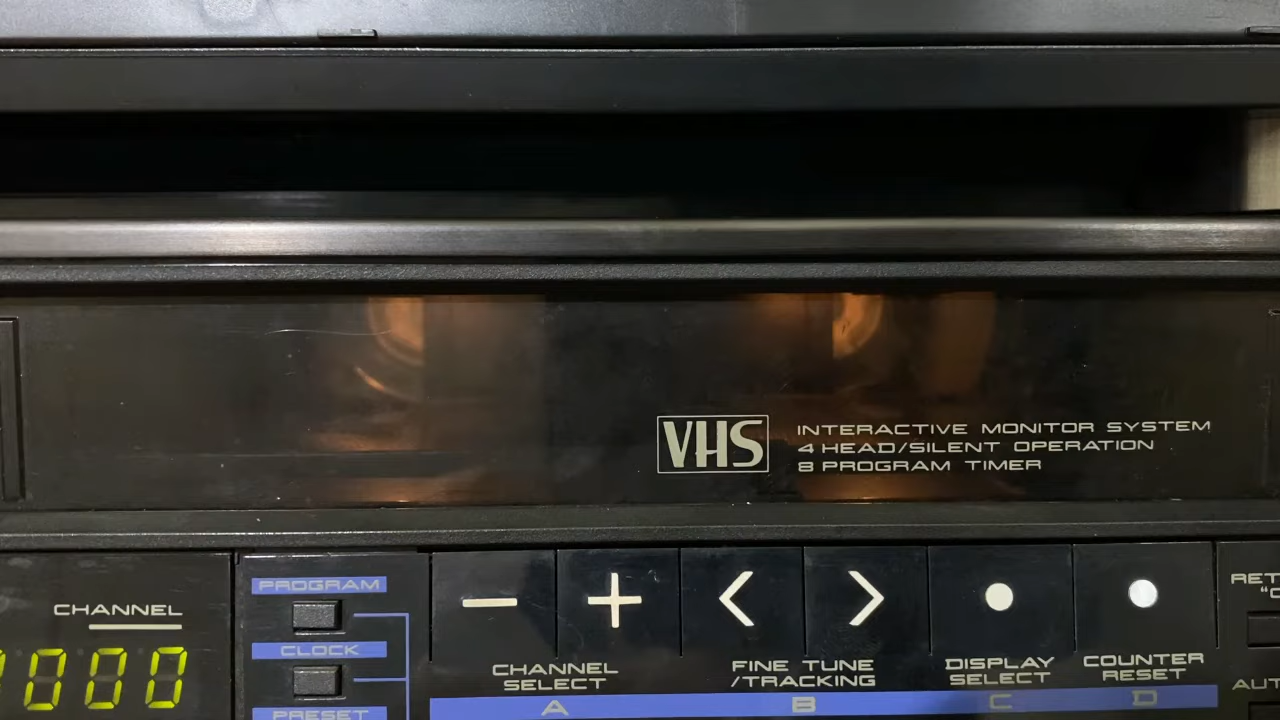 VHS
INTERACTIVE MONITOR SYSTEM
4 HEAD/SILENT OPERATION
8 PROGRAM TIMER
CHANNEL
000
PROGRAM
CLOCK
PRESET
− + < >
CHANNEL
SELECT
FINE TUNE
/TRACKING
DISPLAY
SELECT
COUNTER
RESET
A B C D